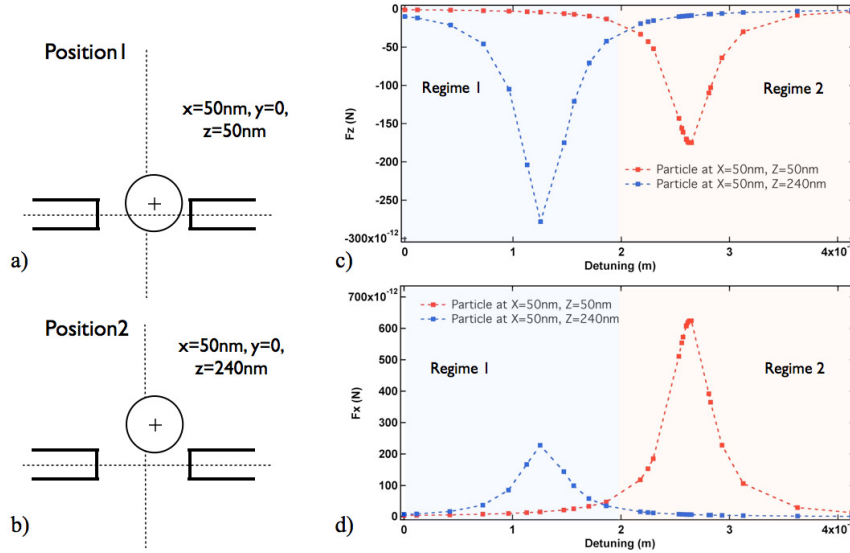 Position1
x=50nm, y=0,
z=50nm
a)
Position2
x=50nm, y=0,
z=240nm
b)
0
-50
-100
-150
-200
-250
-300x10-12
Fz (N)
Regime 1
Regime 2
Particle at X=50nm, Z=50nm
Particle at X=50nm, Z=240nm
0
1
2
3
c)
Detuning (m)
700x10-12
600
500
400
300
200
100
0
Fx (N)
Particle at X=50nm, Z=50nm
Particle at X=50nm, Z=240nm
Regime 1
Regime 2
0
1
2
3
d)
Detuning (m)